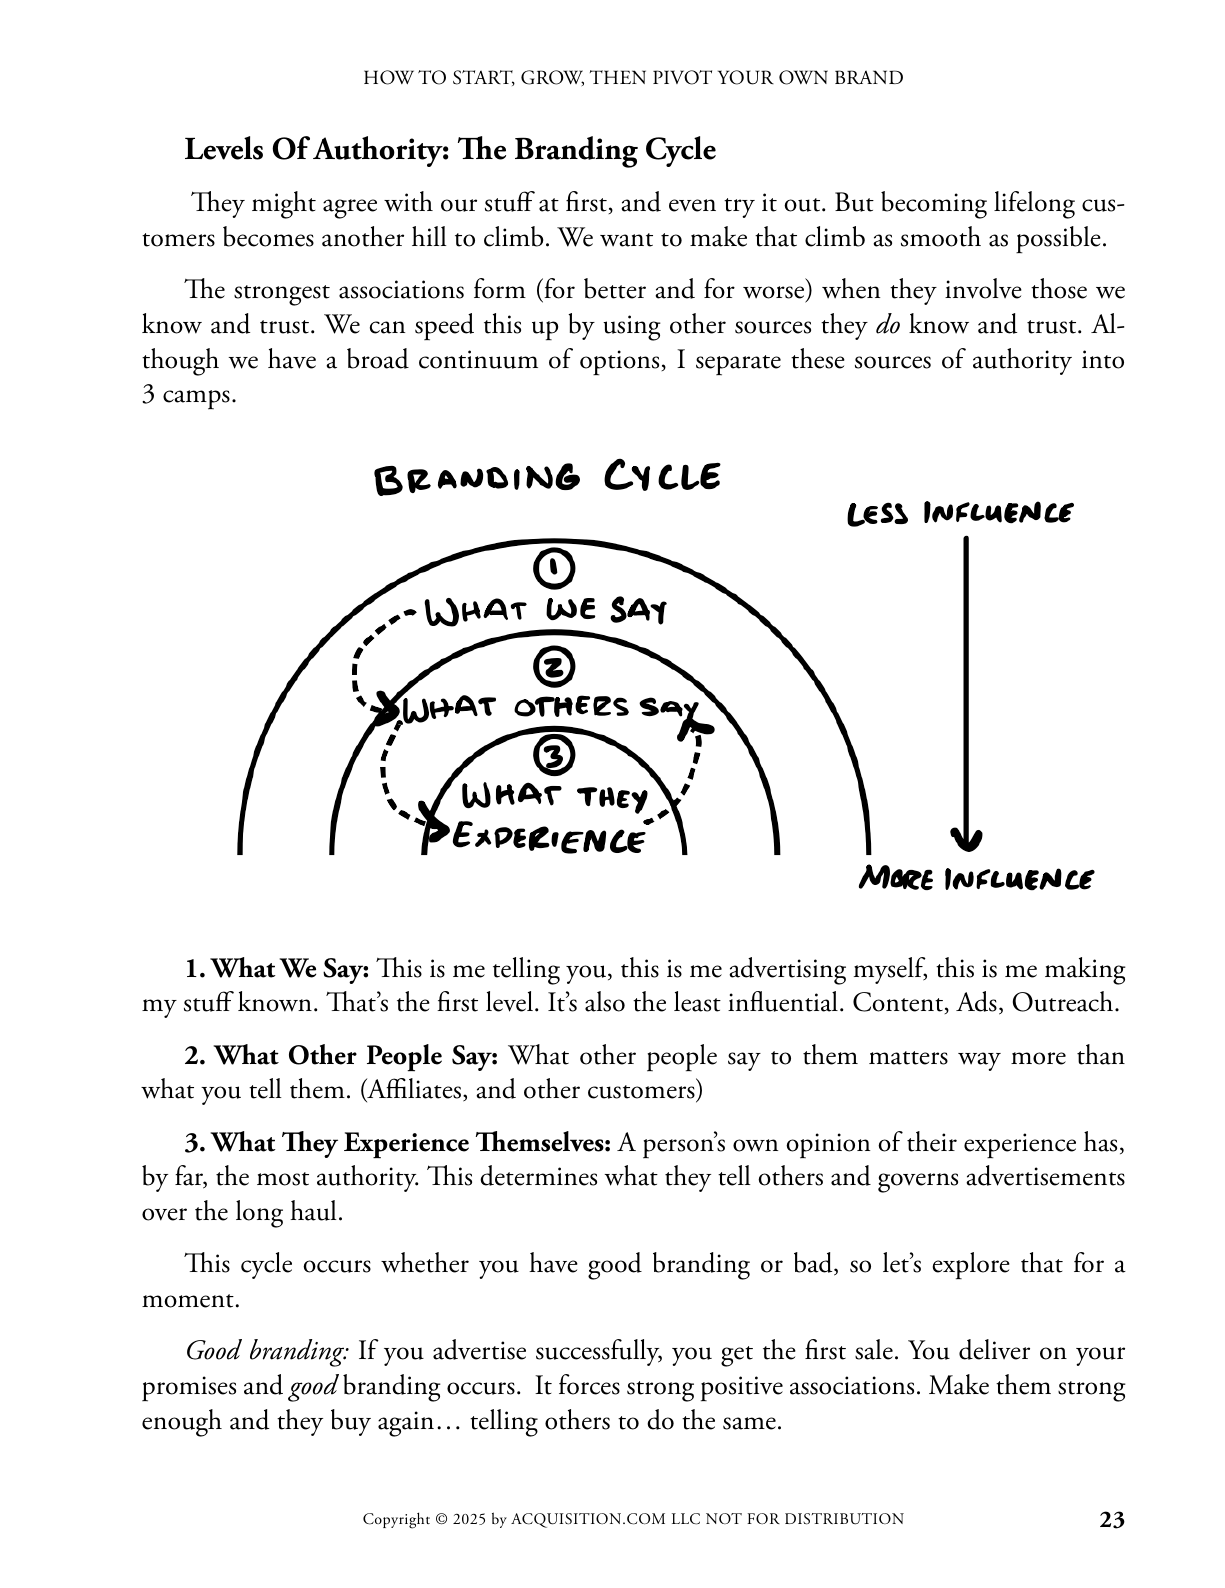 HOW TO START, GROW, THEN PIVOT YOUR OWN BRAND
Levels Of Authority: The Branding Cycle
They might agree with our stuff at first, and even try it out. But becoming lifelong cus-
tomers becomes another hill to climb. We want to make that climb as smooth as possible.
The strongest associations form (for better and for worse) when they involve those we
know and trust. We can speed this up by using other sources they do know and trust. Al-
though we have a broad continuum of options, I separate these sources of authority into
3 camps.
BRANDING CYCLE
LESS INFLUENCE
1
WHAT WE SAY
2
WHAT OTHERS SAY
3
WHAT THEY
EXPERIENCE
MORE INFLUENCE
1. What We Say: This is me telling you, this is me advertising myself, this is me making
my stuff known. That’s the first level. It’s also the least influential. Content, Ads, Outreach.
2. What Other People Say: What other people say to them matters way more than
what you tell them. (Affiliates, and other customers)
3. What They Experience Themselves: A person’s own opinion of their experience has,
by far, the most authority. This determines what they tell others and governs advertisements
over the long haul.
This cycle occurs whether you have good branding or bad, so let’s explore that for a
moment.
Good branding: If you advertise successfully, you get the first sale. You deliver on your
promises and good branding occurs. It forces strong positive associations. Make them strong
enough and they buy again… telling others to do the same.
Copyright © 2025 by ACQUISITION.COM LLC NOT FOR DISTRIBUTION
23